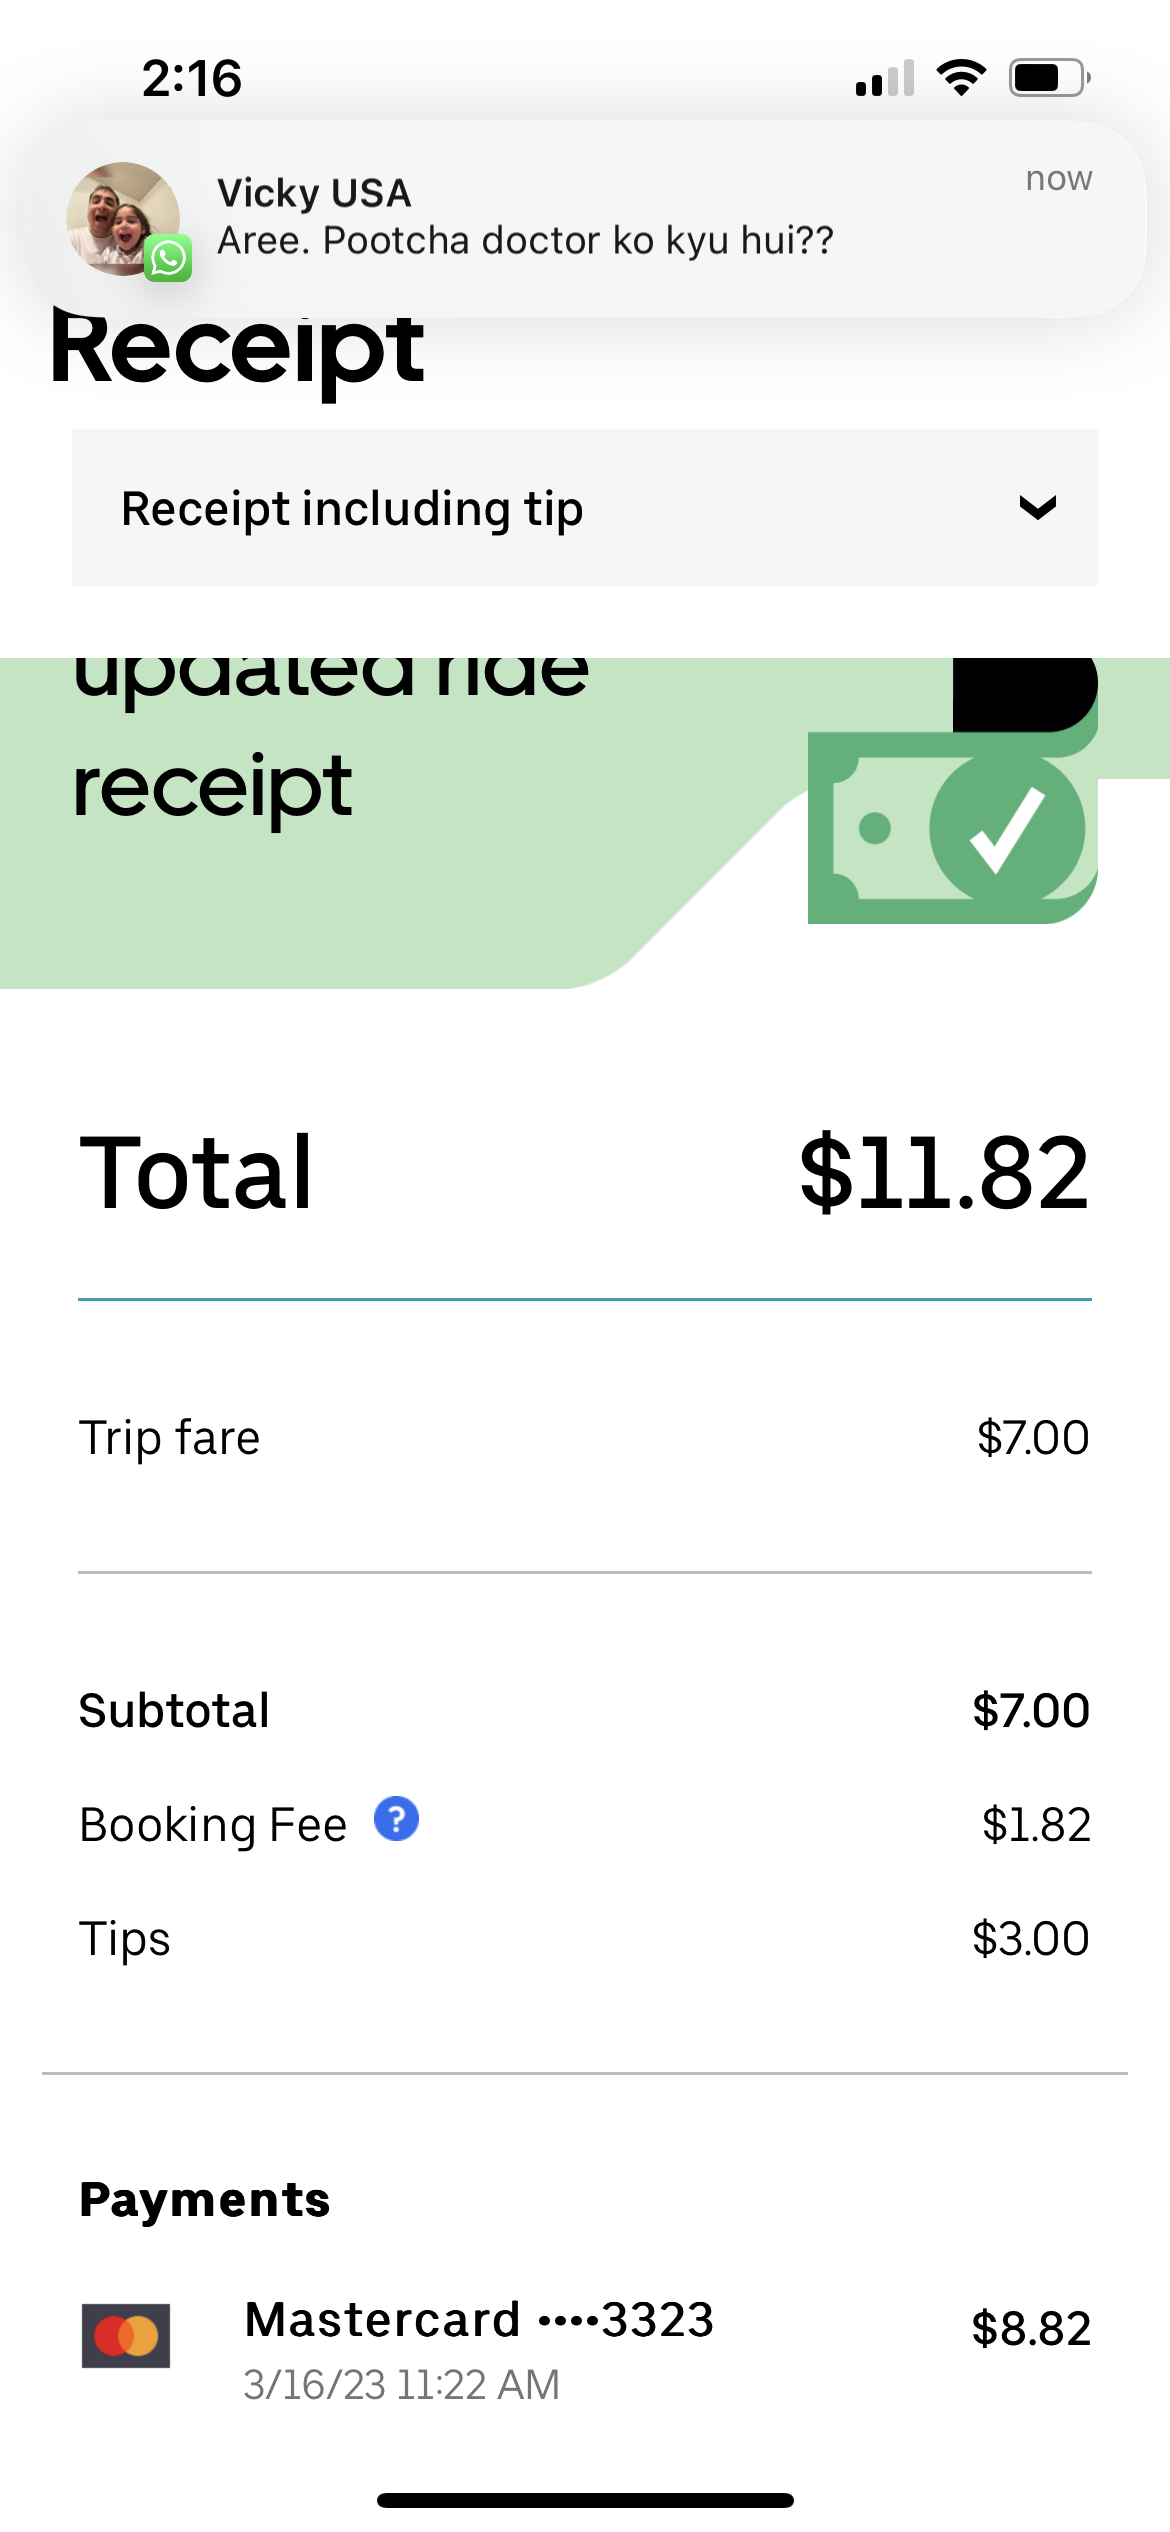 2:16
Vicky USA
now
Aree. Pootcha doctor ko kyu hui??
Receipt
Receipt including tip
updated ride
receipt
Total $11.82
Trip fare $7.00
Subtotal $7.00
Booking Fee ? $1.82
Tips $3.00
Payments
Mastercard ••••3323 $8.82
3/16/23 11:22 AM